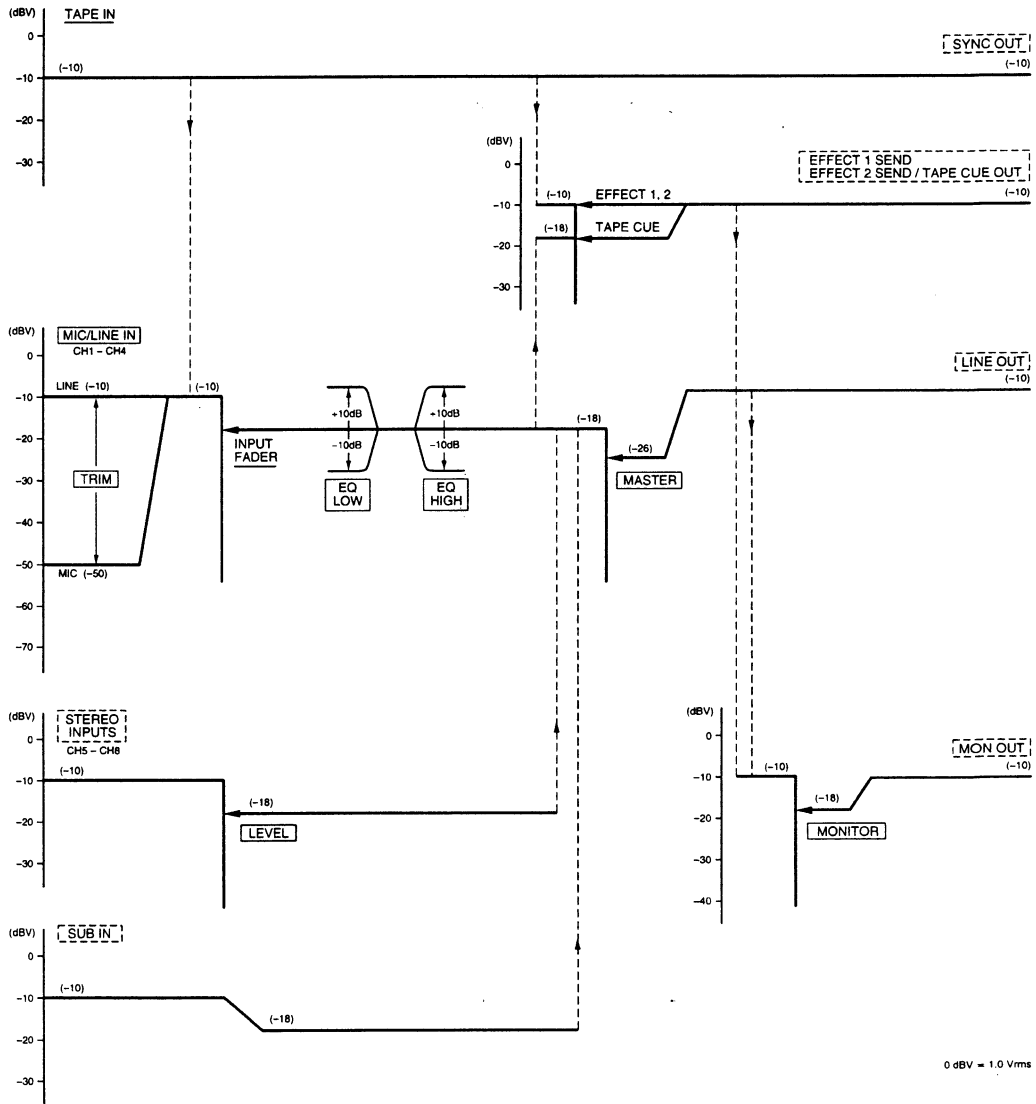 (dBV) TAPE IN
0
SYNC OUT
-10 (-10) (-10)
-20
-30
(dBV)
0
EFFECT 1 SEND
EFFECT 2 SEND / TAPE CUE OUT
-10 (-10) EFFECT 1, 2 (-10)
(-18) TAPE CUE
-20
-30
(dBV) MIC/LINE IN
CH1 - CH4
0
LINE OUT
LINE (-10) (-10) (-10)
-10
+10dB +10dB
(-18)
-10dB -10dB
-20
INPUT
FADER
(-26)
TRIM
EQ
LOW
EQ
HIGH
MASTER
-30
-40
-50
MIC (-50)
-60
-70
(dBV) STEREO
INPUTS
CH5 - CH8
0
-10 (-10)
(-18)
-20
LEVEL
-30
(dBV)
0
MON OUT
-10 (-10) (-10)
(-18)
-20
MONITOR
-30
-40
(dBV) SUB IN
0
-10 (-10)
(-18)
-20
-30
0 dBV = 1.0 Vrms